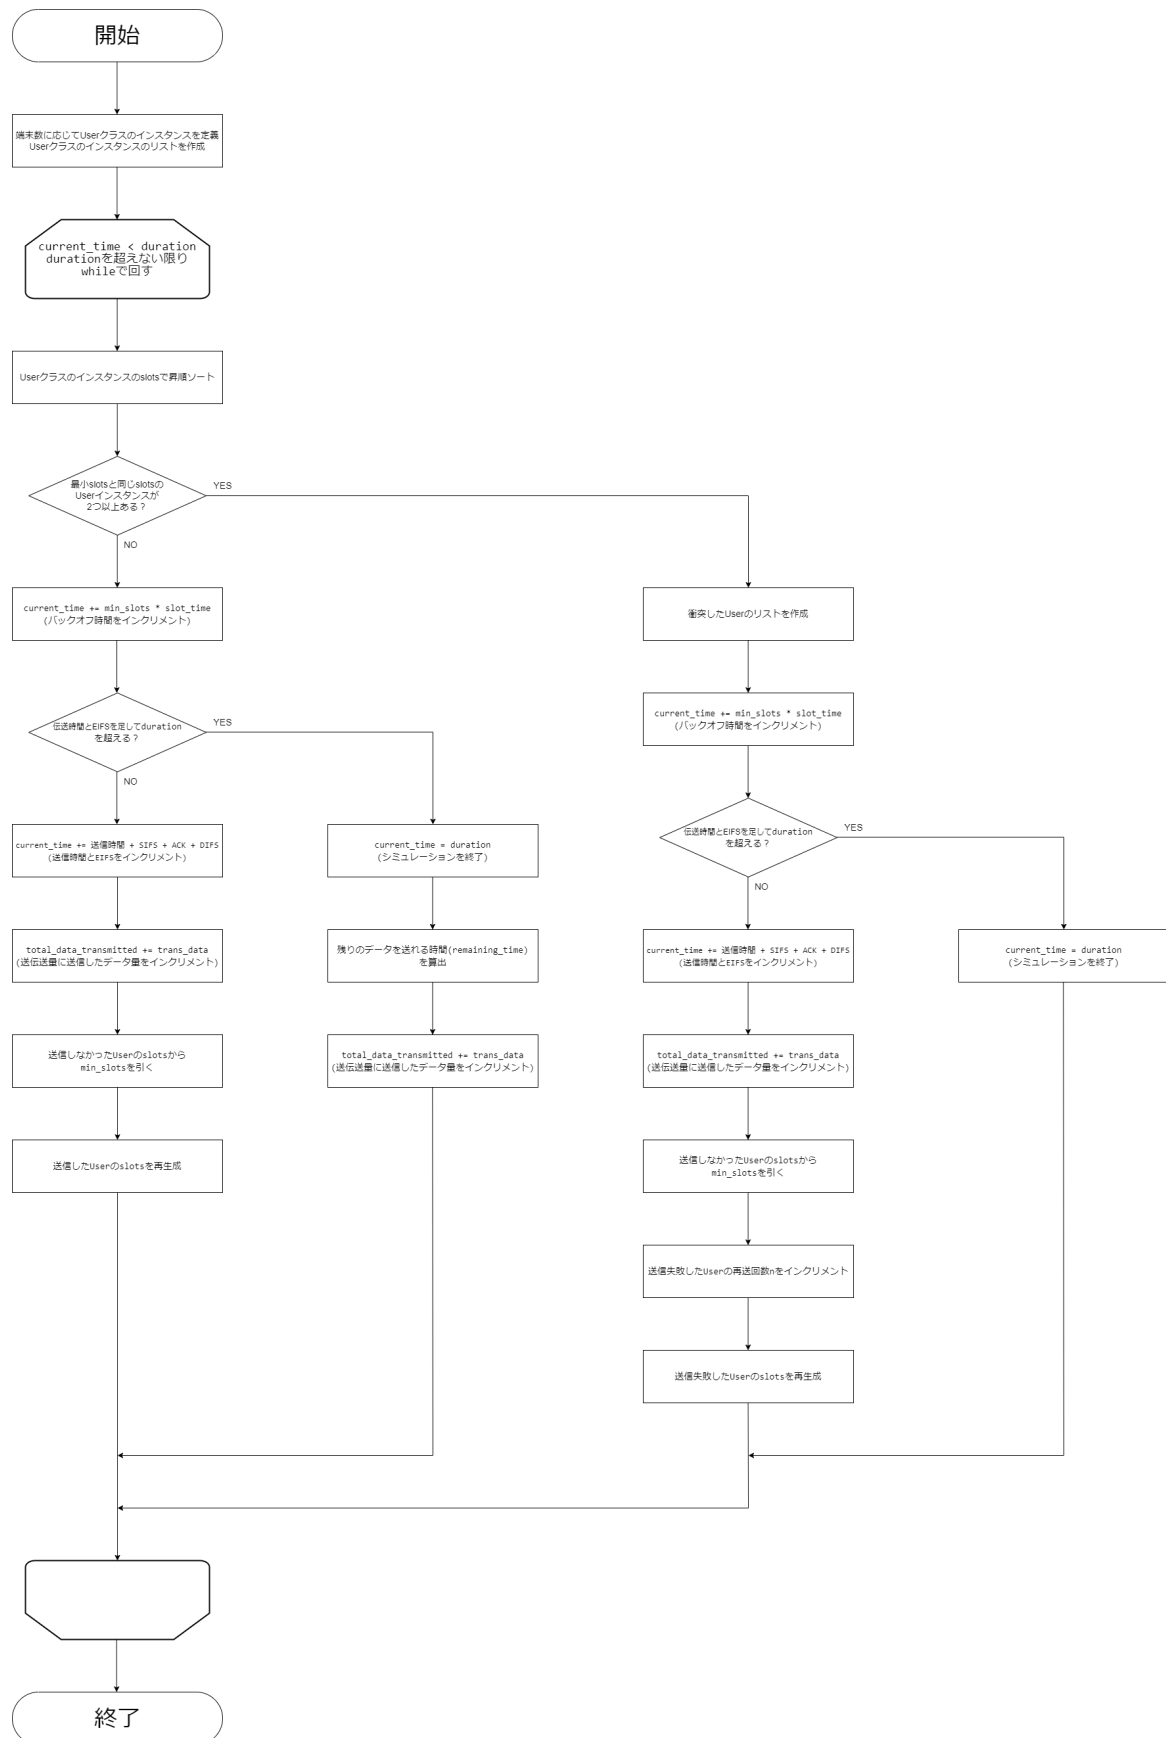 開始
端末数に応じてUserクラスのインスタンスを定義
Userクラスのインスタンスのリストを作成
current_time < duration
durationを超えない限り
whileで回す
Userクラスのインスタンスのslotsで昇順ソート
最小slotsと同じslotsの
Userインスタンスが
2つ以上ある？
YES
NO
current_time += min_slots * slot_time
(バックオフ時間をインクリメント)
伝送時間とEIFSを足してduration
を超える？
YES
NO
current_time += 送信時間 + SIFS + ACK + DIFS
(送信時間とEIFSをインクリメント)
total_data_transmitted += trans_data
(送伝送量に送信したデータ量をインクリメント)
送信しなかったUserのslotsから
min_slotsを引く
送信したUserのslotsを再生成
current_time = duration
(シミュレーションを終了)
残りのデータを送れる時間(remaining_time)
を算出
total_data_transmitted += trans_data
(送伝送量に送信したデータ量をインクリメント)
衝突したUserのリストを作成
current_time += min_slots * slot_time
(バックオフ時間をインクリメント)
伝送時間とEIFSを足してduration
を超える？
YES
NO
current_time += 送信時間 + SIFS + ACK + DIFS
(送信時間とEIFSをインクリメント)
total_data_transmitted += trans_data
(送伝送量に送信したデータ量をインクリメント)
送信しなかったUserのslotsから
min_slotsを引く
送信失敗したUserの再送回数nをインクリメント
送信失敗したUserのslotsを再生成
current_time = duration
(シミュレーションを終了)
終了